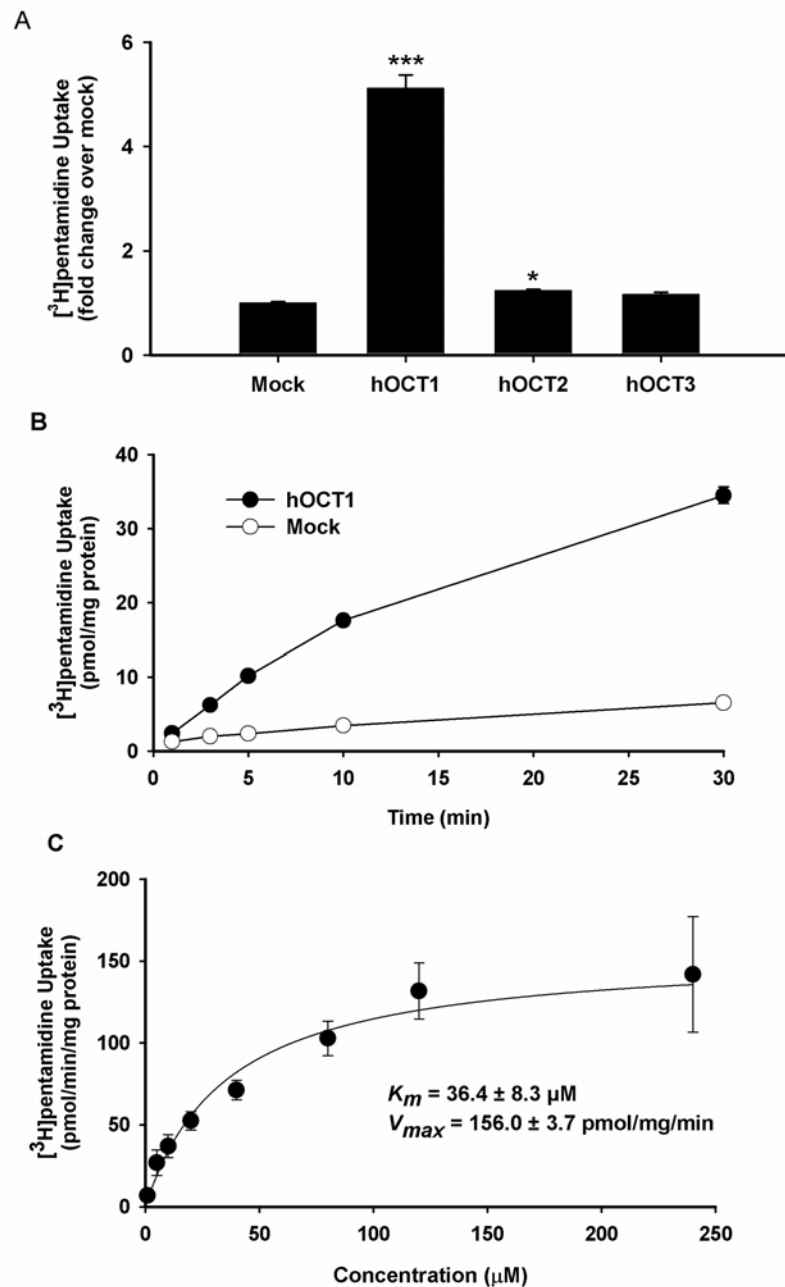 A
[³H]pentamidine Uptake
(fold change over mock)
6
4
2
0
***
*
Mock hOCT1 hOCT2 hOCT3
B
[³H]pentamidine Uptake
(pmol/mg protein)
40
30
20
10
0
hOCT1
Mock
0 5 10 15 20 25 30
Time (min)
C
[³H]pentamidine Uptake
(pmol/min/mg protein)
200
150
100
50
0
Km = 36.4 ± 8.3 µM
Vmax = 156.0 ± 3.7 pmol/mg/min
0 50 100 150 200 250
Concentration (µM)